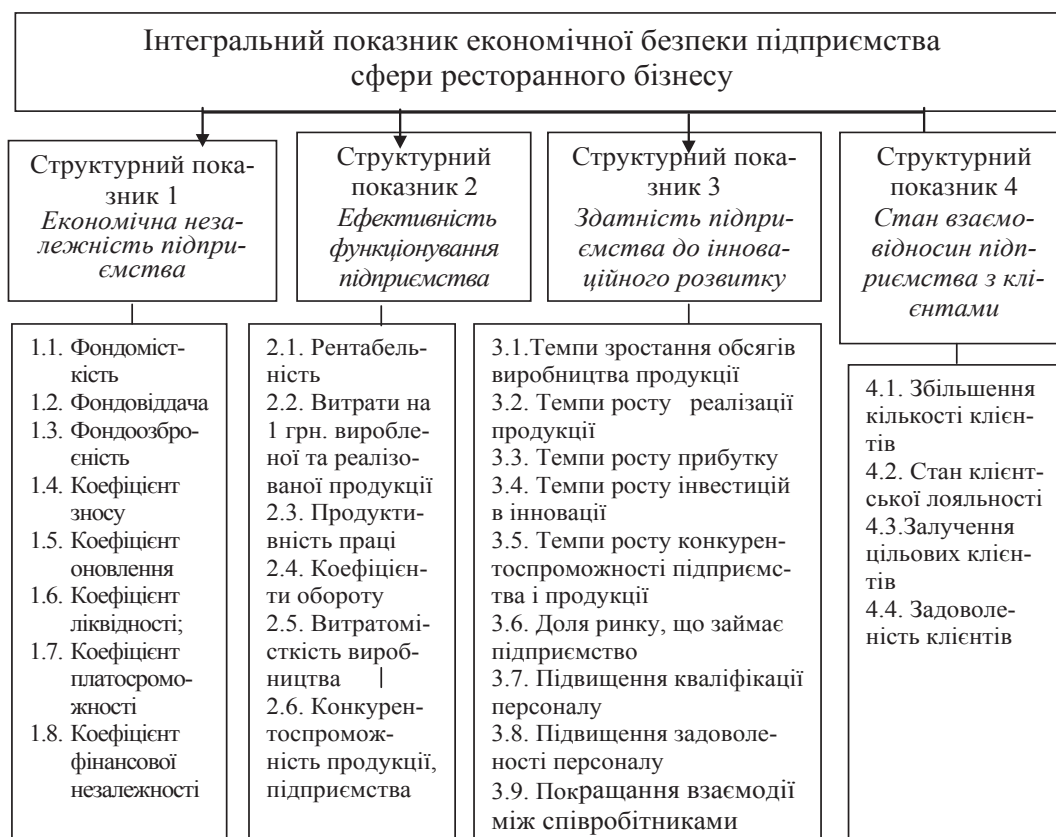 Інтегральний показник економічної безпеки підприємства
сфери ресторанного бізнесу
Структурний пока-
зник 1
Економічна неза-
лежність підпри-
ємства
Структурний
показник 2
Ефективність
функціонування
підприємства
Структурний пока-
зник 3
Здатність підпри-
ємства до іннова-
ційного розвитку
Структурний
показник 4
Стан взаємо-
відносин підп-
риємства з клі-
єнтами
1.1. Фондоміст-
кість
1.2. Фондовіддача
1.3. Фондоозбро-
єність
1.4. Коефіцієнт
зносу
1.5. Коефіцієнт
оновлення
1.6. Коефіцієнт
ліквідності;
1.7. Коефіцієнт
платосромо-
жності
1.8. Коефіцієнт
фінансової
незалежності
2.1. Рентабель-
ність
2.2. Витрати на
1 грн. виробле-
ної та реалізо-
ваної продукції
2.3. Продукти-
вність праці
2.4. Коефіцієн-
ти обороту
2.5. Витратомі-
сткість вироб-
ництва
2.6. Конкурен-
тоспромож-
ність продукції,
підприємства
3.1.Темпи зростання обсягів
виробництва продукції
3.2. Темпи росту реалізації
продукції
3.3. Темпи росту прибутку
3.4. Темпи росту інвестицій
в інновації
3.5. Темпи росту конкурен-
тоспроможності підприємс-
тва і продукції
3.6. Доля ринку, що займає
підприємство
3.7. Підвищення кваліфікації
персоналу
3.8. Підвищення задоволе-
ності персоналу
3.9. Покращання взаємодії
між співробітниками
4.1. Збільшення
кількості клієн-
тів
4.2. Стан клієнт-
ської лояльності
4.3.Залучення
цільових клієн-
тів
4.4. Задоволе-
ність клієнтів